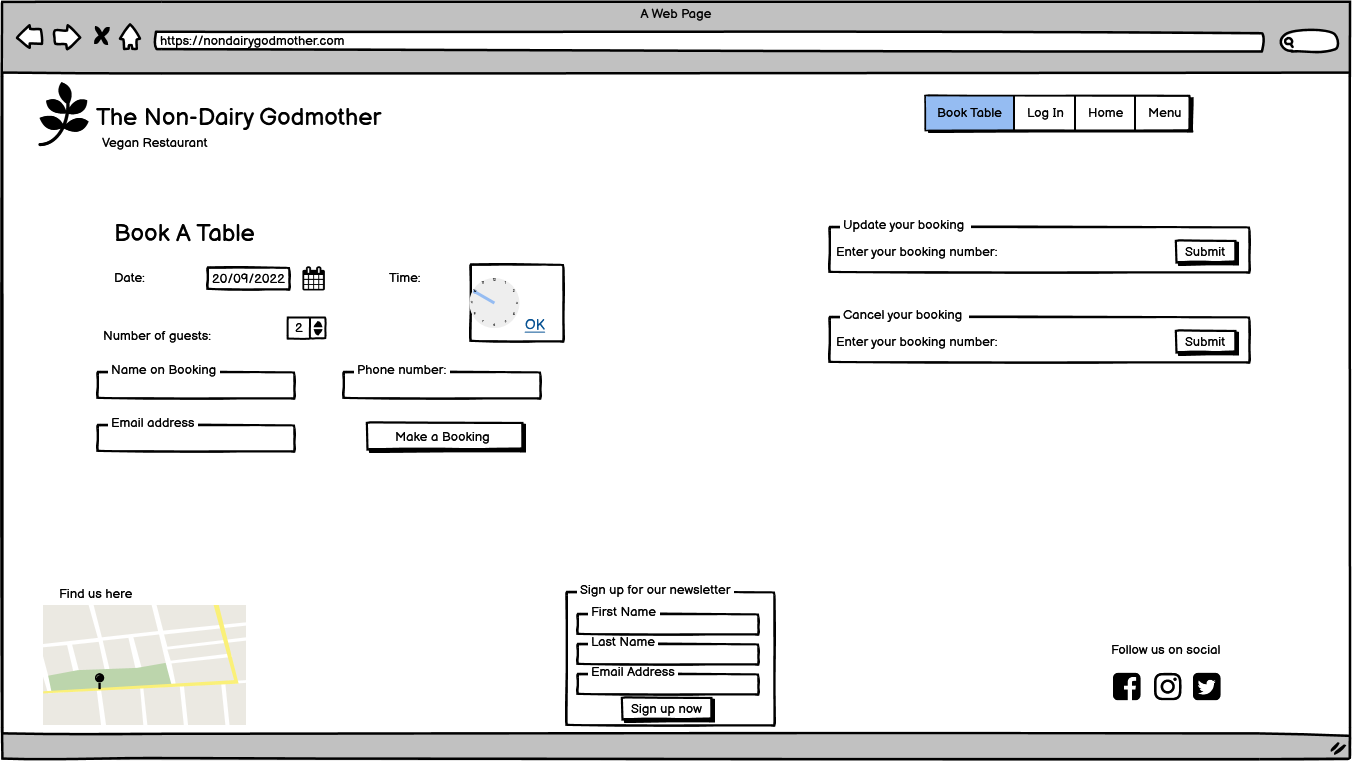 A Web Page
https://nondairygodmother.com
The Non-Dairy Godmother
Vegan Restaurant
Book Table
Log In
Home
Menu
Book A Table
Date:
20/09/2022
Time:
OK
Number of guests:
2
Name on Booking
Phone number:
Email address
Make a Booking
Update your booking
Enter your booking number:
Submit
Cancel your booking
Enter your booking number:
Submit
Find us here
Sign up for our newsletter
First Name
Last Name
Email Address
Sign up now
Follow us on social